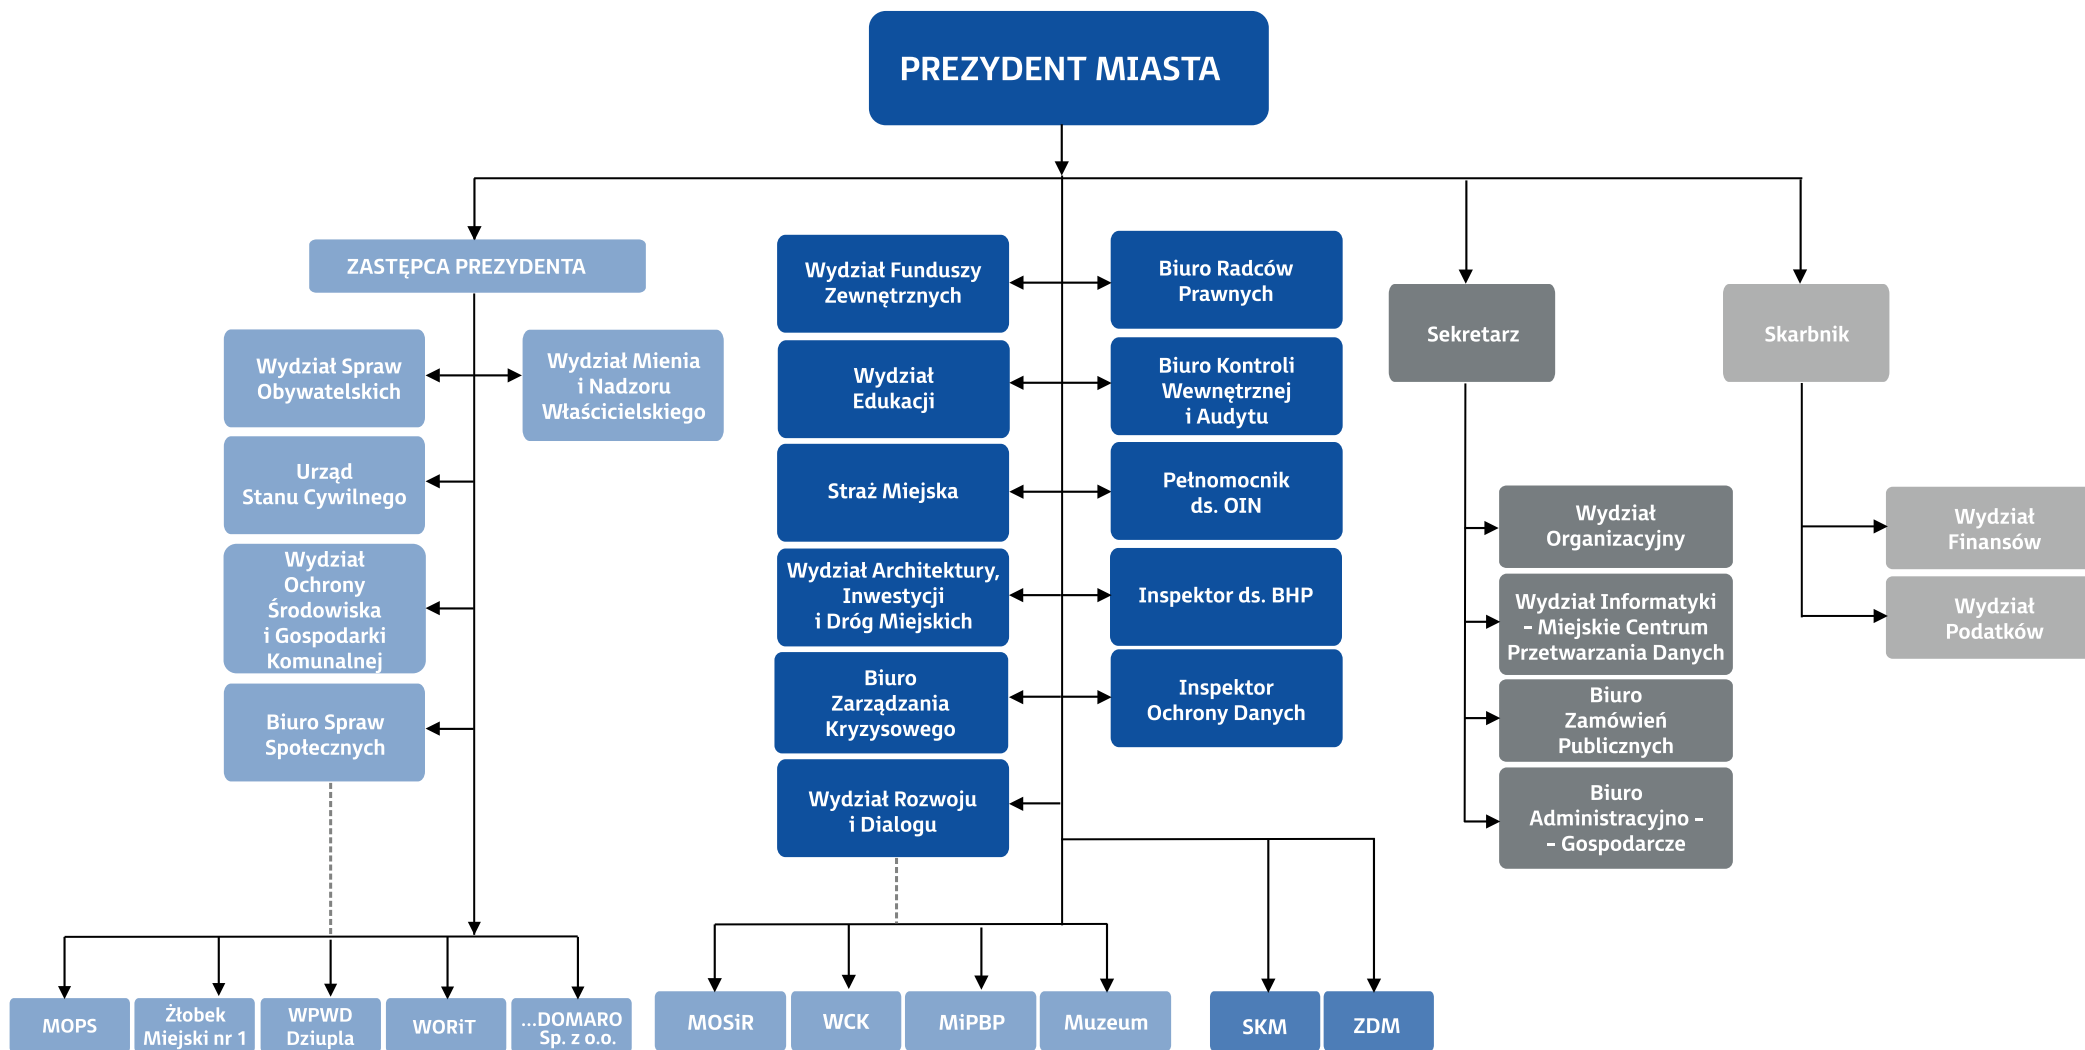 PREZYDENT MIASTA
ZASTĘPCA PREZYDENTA
Wydział Spraw
Obywatelskich
Wydział Mienia
i Nadzoru
Właścicielskiego
Urząd
Stanu Cywilnego
Wydział
Ochrony
Środowiska
i Gospodarki
Komunalnej
Biuro Spraw
Społecznych
MOPS
Żłobek
Miejski nr 1
WPWD
Dziupla
WORiT
...DOMARO
Sp. z o.o.
Wydział Funduszy
Zewnętrznych
Biuro Radców
Prawnych
Wydział
Edukacji
Biuro Kontroli
Wewnętrznej
i Audytu
Straż Miejska
Pełnomocnik
ds. OIN
Wydział Architektury,
Inwestycji
i Dróg Miejskich
Inspektor ds. BHP
Biuro
Zarządzania
Kryzysowego
Inspektor
Ochrony Danych
Wydział Rozwoju
i Dialogu
MOSiR
WCK
MiPBP
Muzeum
SKM
ZDM
Sekretarz
Wydział
Organizacyjny
Wydział Informatyki
- Miejskie Centrum
Przetwarzania Danych
Biuro
Zamówień
Publicznych
Biuro
Administracyjno -
- Gospodarcze
Skarbnik
Wydział
Finansów
Wydział
Podatków